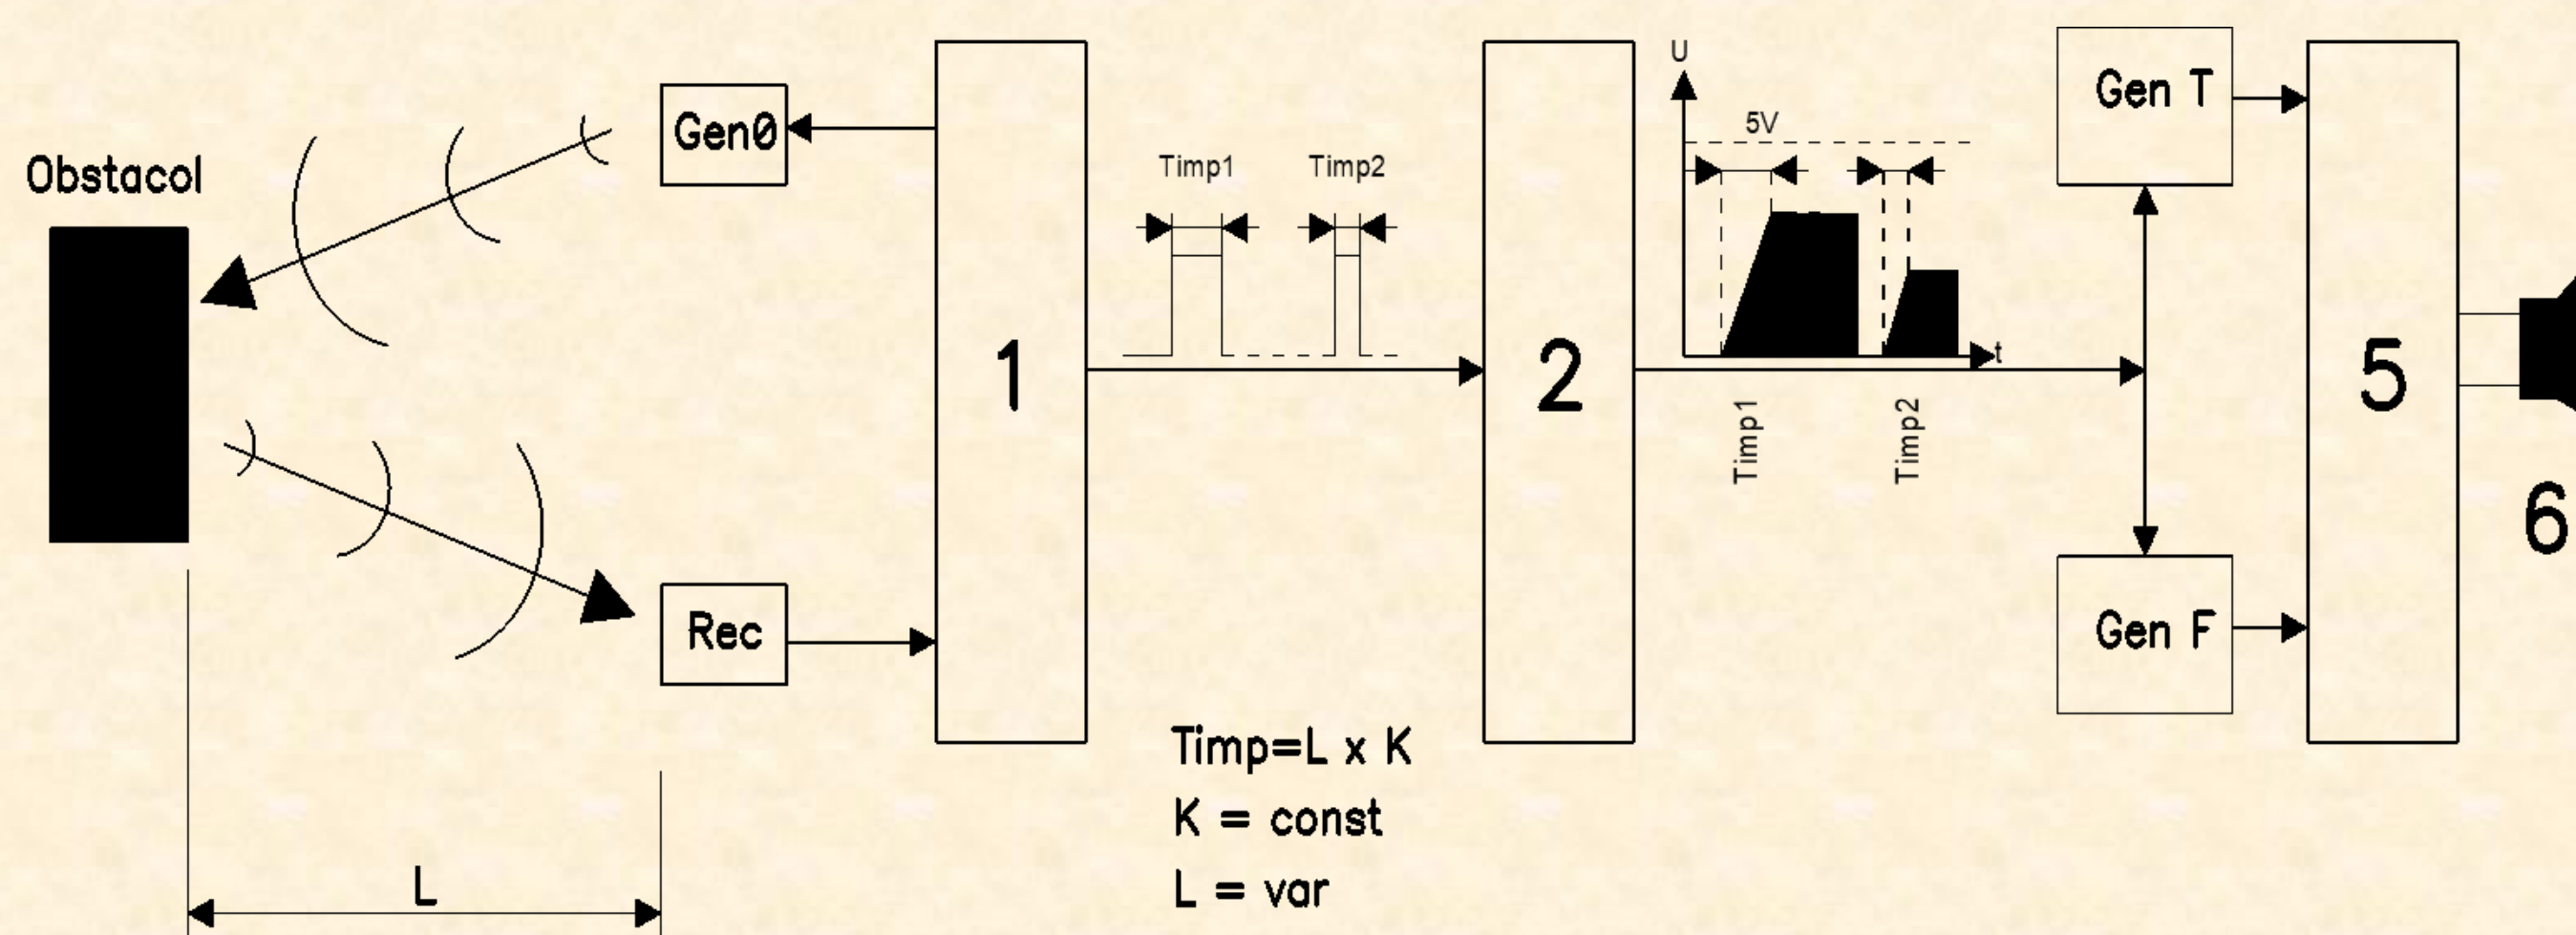 Obstacol
Gen0
Rec
L
1
Timp1
Timp2
Timp=L x K
K = const
L = var
2
U
5V
t
Timp1
Timp2
Gen T
Gen F
5
6